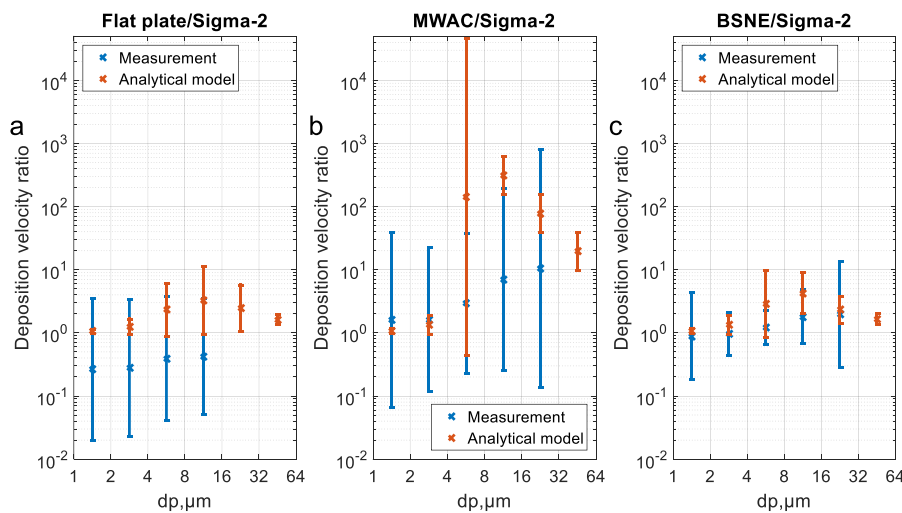 Flat plate/Sigma-2
MWAC/Sigma-2
BSNE/Sigma-2
a
Deposition velocity ratio
10^4
10^3
10^2
10^1
10^0
10^-1
10^-2
Measurement
Analytical model
1 2 4 8 16 32 64
dp,µm
b
Deposition velocity ratio
10^4
10^3
10^2
10^1
10^0
10^-1
10^-2
Measurement
Analytical model
1 2 4 8 16 32 64
dp,µm
c
Deposition velocity ratio
10^4
10^3
10^2
10^1
10^0
10^-1
10^-2
Measurement
Analytical model
1 2 4 8 16 32 64
dp,µm